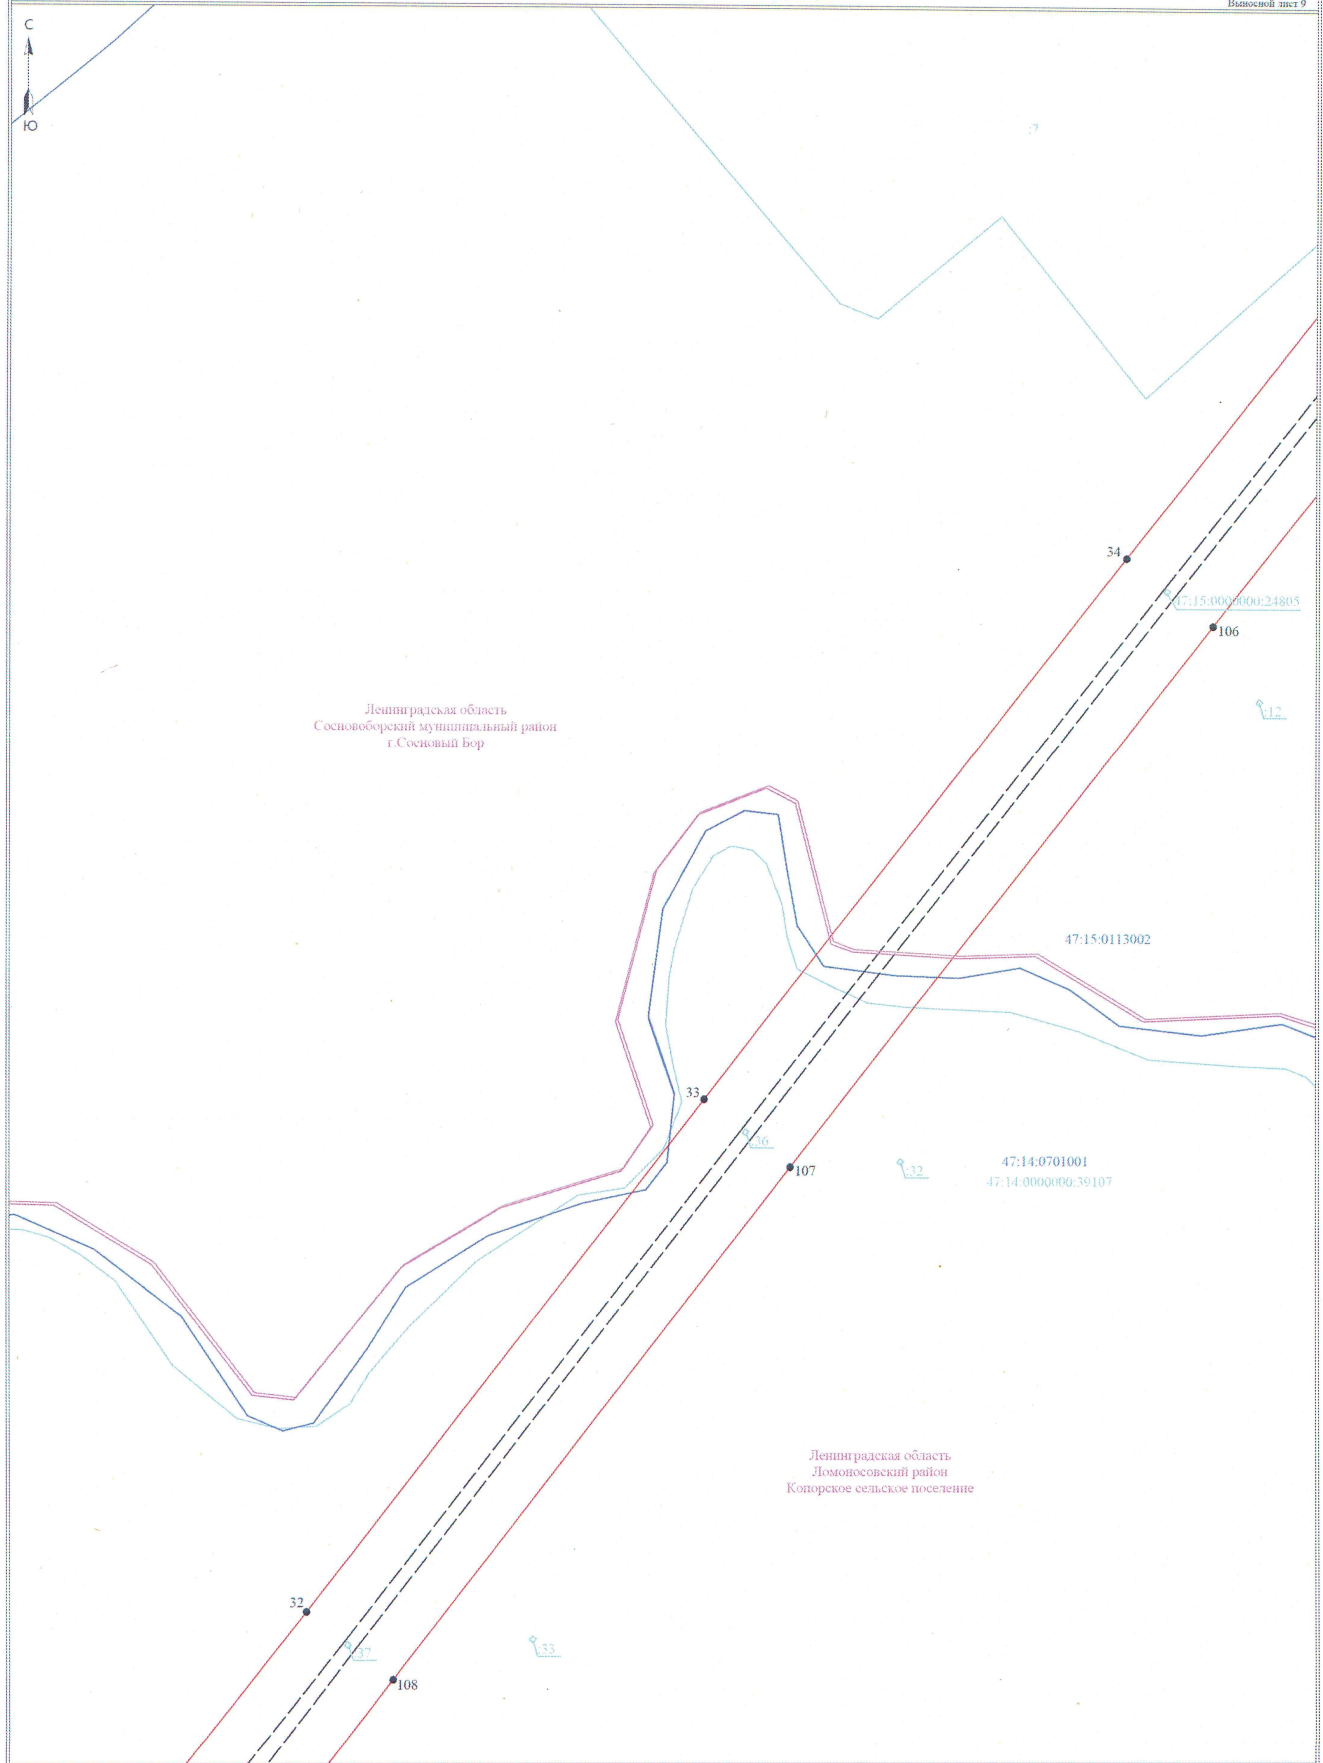 Выносной лист 9
С
Ю
:7
34
47:15:0000000:24805
106
:12
Ленинградская область
Сосновоборский муниципальный район
г.Сосновый Бор
47:15:0113002
33
:36
107
:32
47:14:0701001
47:14:0000000:39107
Ленинградская область
Ломоносовский район
Копорское сельское поселение
32
:37
:33
108